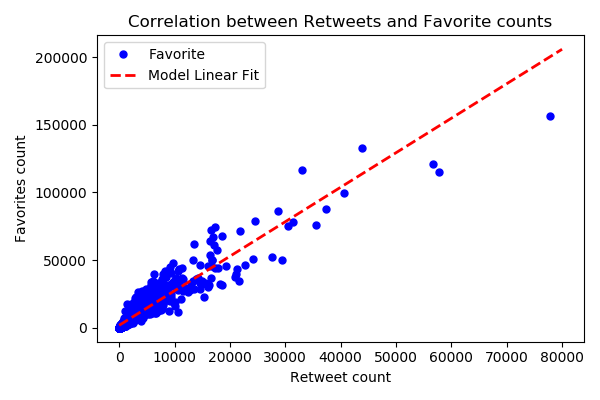 Correlation between Retweets and Favorite counts
Favorite
Model Linear Fit
Favorites count
200000
150000
100000
50000
0
0 10000 20000 30000 40000 50000 60000 70000 80000
Retweet count